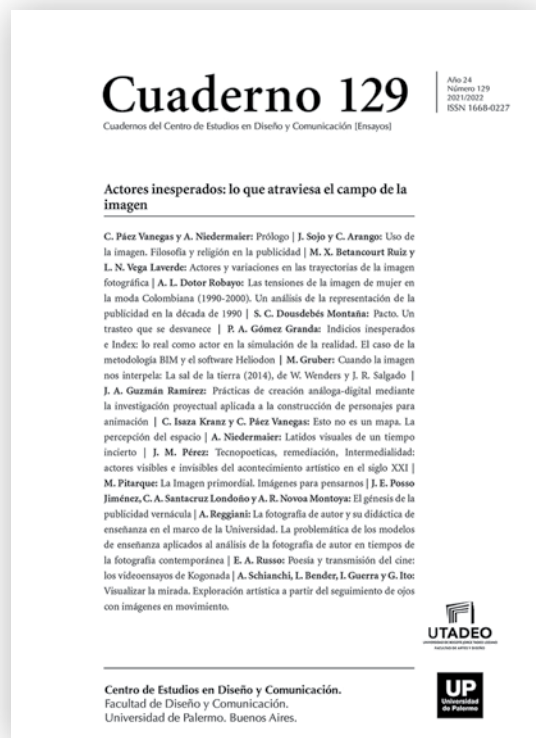 Cuaderno 129
Cuadernos del Centro de Estudios en Diseño y Comunicación [Ensayos]
Año 24
Número 129
2021/2022
ISSN 1668-0227
Actores inesperados: lo que atraviesa el campo de la
imagen
C. Páez Vanegas y A. Niedermaier: Prólogo | J. Sojo y C. Arango: Uso de
la imagen. Filosofía y religión en la publicidad | M. X. Betancourt Ruiz y
L. N. Vega Laverde: Actores y variaciones en las trayectorias de la imagen
fotográfica | A. L. Dotor Robayo: Las tensiones de la imagen de mujer en
la moda Colombiana (1990-2000). Un análisis de la representación de la
publicidad en la década de 1990 | S. C. Dousdebés Montaña: Pacto. Un
trasteo que se desvanece | P. A. Gómez Granda: Indicios inesperados
e Index: lo real como actor en la simulación de la realidad. El caso de la
metodología BIM y el software Heliodon | M. Gruber: Cuando la imagen
nos interpela: La sal de la tierra (2014), de W. Wenders y J. R. Salgado |
J. A. Guzmán Ramírez: Prácticas de creación análoga-digital mediante
la investigación proyectual aplicada a la construcción de personajes para
animación | C. Isaza Kranz y C. Páez Vanegas: Esto no es un mapa. La
percepción del espacio | A. Niedermaier: Latidos visuales de un tiempo
incierto | J. M. Pérez: Tecnopoeticas, remediación, Intermedialidad:
actores visibles e invisibles del acontecimiento artístico en el siglo XXI |
M. Pitarque: La Imagen primordial. Imágenes para pensarnos | J. E. Posso
Jiménez, C. A. Santacruz Londoño y A. R. Novoa Montoya: El génesis de la
publicidad vernácula | A. Reggiani: La fotografía de autor y su didáctica de
enseñanza en el marco de la Universidad. La problemática de los modelos
de enseñanza aplicados al análisis de la fotografía de autor en tiempos de
la fotografía contemporánea | E. A. Russo: Poesía y transmisión del cine:
los videoensayos de Kogonada | A. Schianchi, L. Bender, I. Guerra y G. Ito:
Visualizar la mirada. Exploración artística a partir del seguimiento de ojos
con imágenes en movimiento.
UTADEO
UNIVERSIDAD DE BOGOTÁ JORGE TADEO LOZANO
FACULTAD DE ARTES Y DISEÑO
Centro de Estudios en Diseño y Comunicación.
Facultad de Diseño y Comunicación.
Universidad de Palermo. Buenos Aires.
UP
Universidad
de Palermo